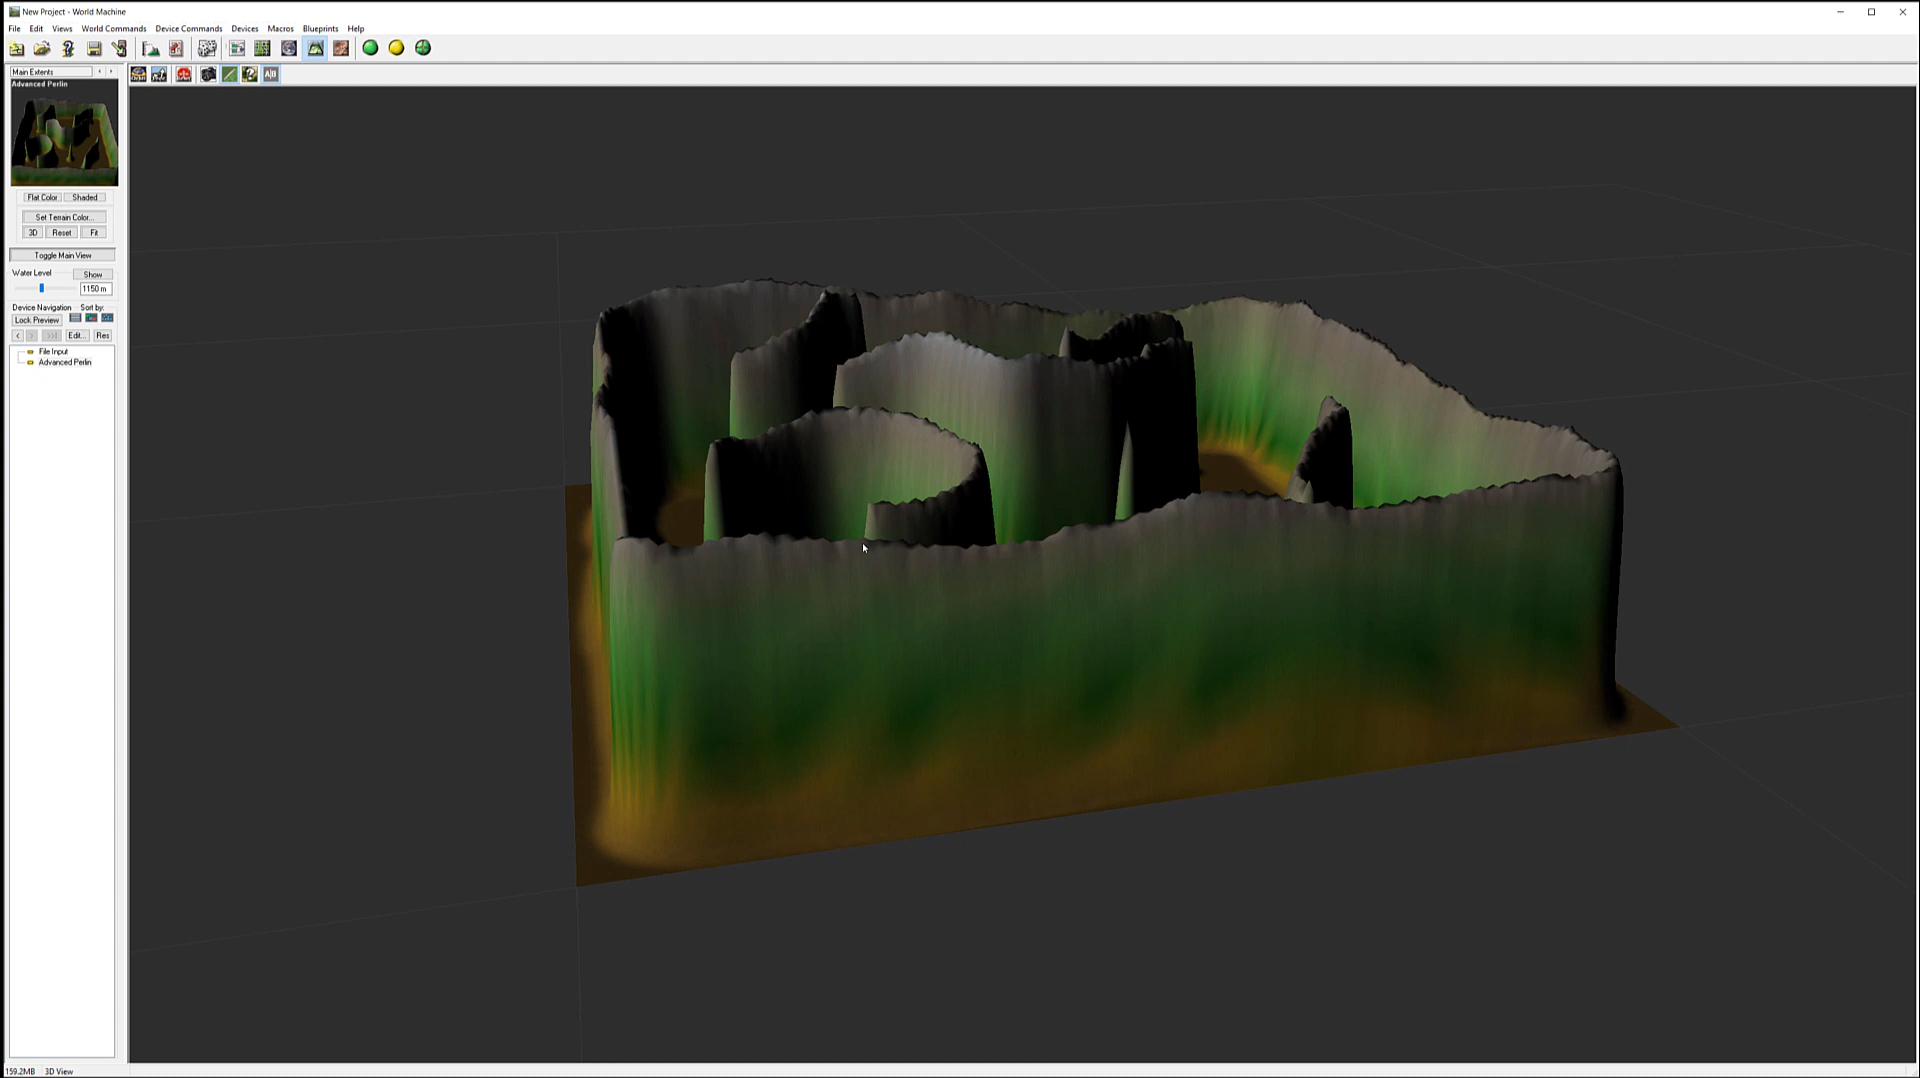 New Project - World Machine
File Edit Views World Commands Device Commands Devices Macros Blueprints Help
Main Extents
Advanced Perlin
Flat Color Shaded
Set Terrain Color...
3D Reset Fit
Toggle Main View
Water Level Show
1150 m
Device Navigation Sort by:
Lock Preview
Edit... Res
File Input
Advanced Perlin
159.2MB 3D View